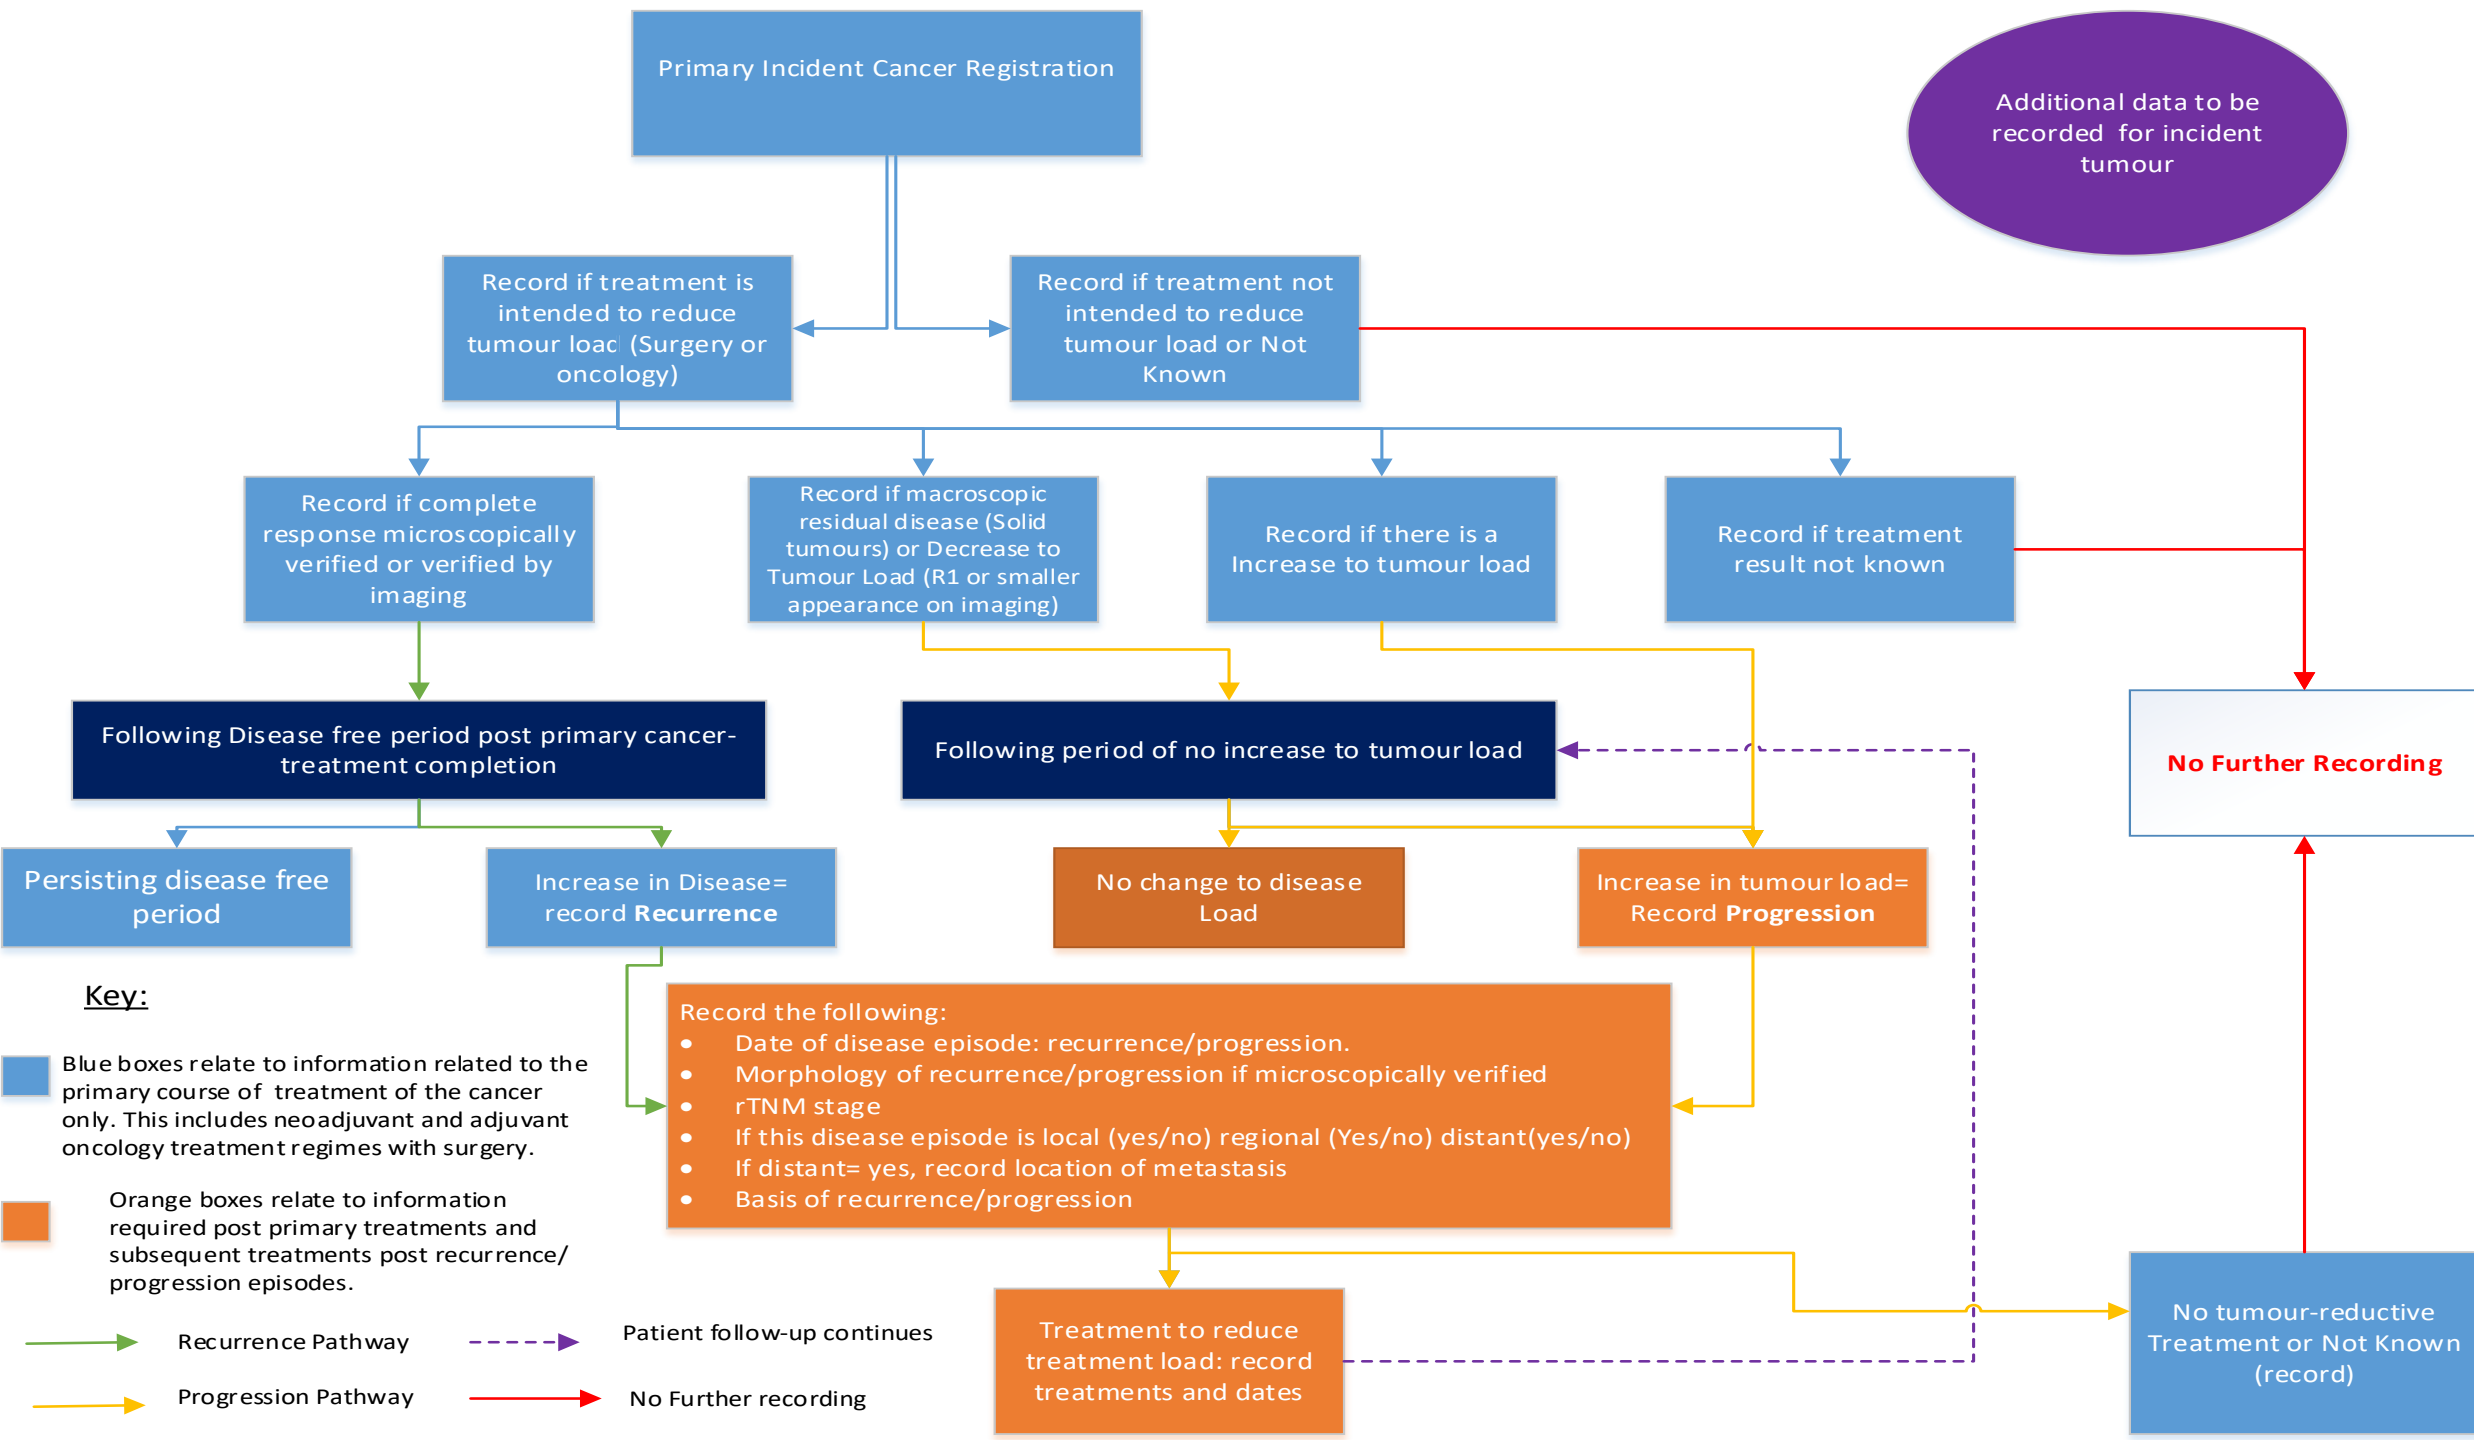 Primary Incident Cancer Registration
Additional data to be
recorded for incident
tumour
Record if treatment is
intended to reduce
tumour load (Surgery or
oncology)
Record if treatment not
intended to reduce
tumour load or Not
Known
Record if complete
response microscopically
verified or verified by
imaging
Record if macroscopic
residual disease (Solid
tumours) or Decrease to
Tumour Load (R1 or smaller
appearance on imaging)
Record if there is a
Increase to tumour load
Record if treatment
result not known
Following Disease free period post primary cancer-
treatment completion
Following period of no increase to tumour load
No Further Recording
Persisting disease free
period
Increase in Disease=
record Recurrence
No change to disease
Load
Increase in tumour load=
Record Progression
Record the following:
• Date of disease episode: recurrence/progression.
• Morphology of recurrence/progression if microscopically verified
• rTNM stage
• If this disease episode is local (yes/no) regional (Yes/no) distant(yes/no)
• If distant= yes, record location of metastasis
• Basis of recurrence/progression
Treatment to reduce
treatment load: record
treatments and dates
No tumour-reductive
Treatment or Not Known
(record)
Key:
Blue boxes relate to information related to the
primary course of treatment of the cancer
only. This includes neoadjuvant and adjuvant
oncology treatment regimes with surgery.
Orange boxes relate to information
required post primary treatments and
subsequent treatments post recurrence/
progression episodes.
Recurrence Pathway
Patient follow-up continues
Progression Pathway
No Further recording